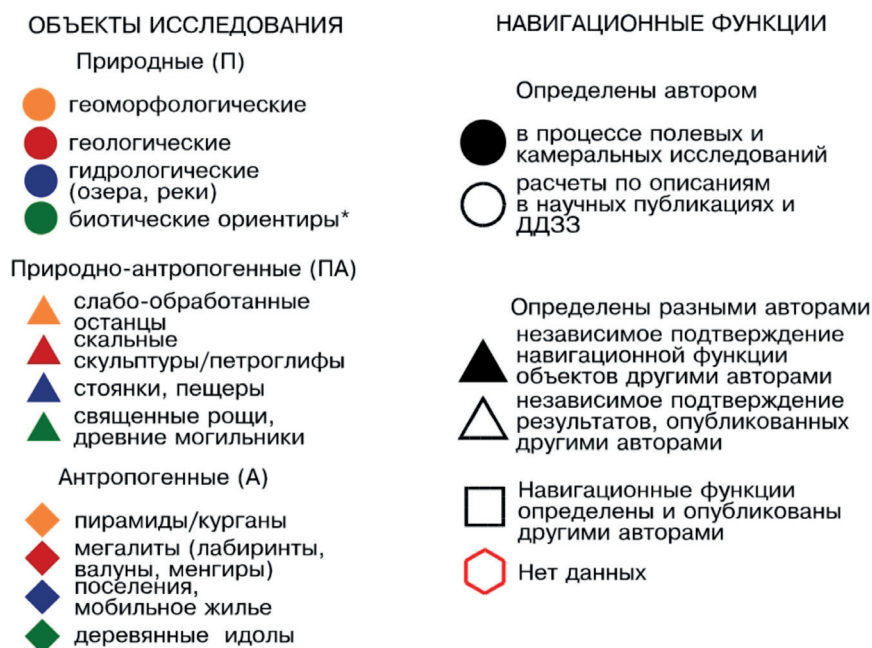 ОБЪЕКТЫ ИССЛЕДОВАНИЯ
Природные (П)
геоморфологические
геологические
гидрологические
(озера, реки)
биотические ориентиры*
Природно-антропогенные (ПА)
слабо-обработанные
останцы
скальные
скульптуры/петроглифы
стоянки, пещеры
священные рощи,
древние могильники
Антропогенные (А)
пирамиды/курганы
мегалиты (лабиринты,
валуны, менгиры)
поселения,
мобильное жилье
деревянные идолы
НАВИГАЦИОННЫЕ ФУНКЦИИ
Определены автором
в процессе полевых и
камеральных исследований
расчеты по описаниям
в научных публикациях и
ДДЗЗ
Определены разными авторами
независимое подтверждение
навигационной функции
объектов другими авторами
независимое подтверждение
результатов, опубликованных
другими авторами
Навигационные функции
определены и опубликованы
другими авторами
Нет данных